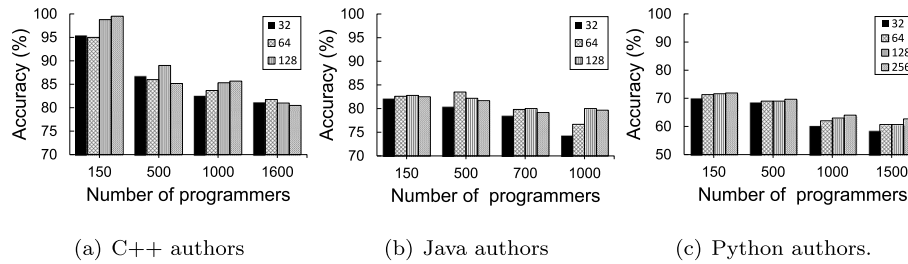 100
95
90
85
80
75
70
Accuracy (%)
32
64
128
150 500 1000 1600
Number of programmers
(a) C++ authors
100
95
90
85
80
75
70
Accuracy (%)
32
64
128
150 500 700 1000
Number of programmers
(b) Java authors
100
90
80
70
60
50
Accuracy (%)
32
64
128
256
150 500 1000 1500
Number of programmers
(c) Python authors.